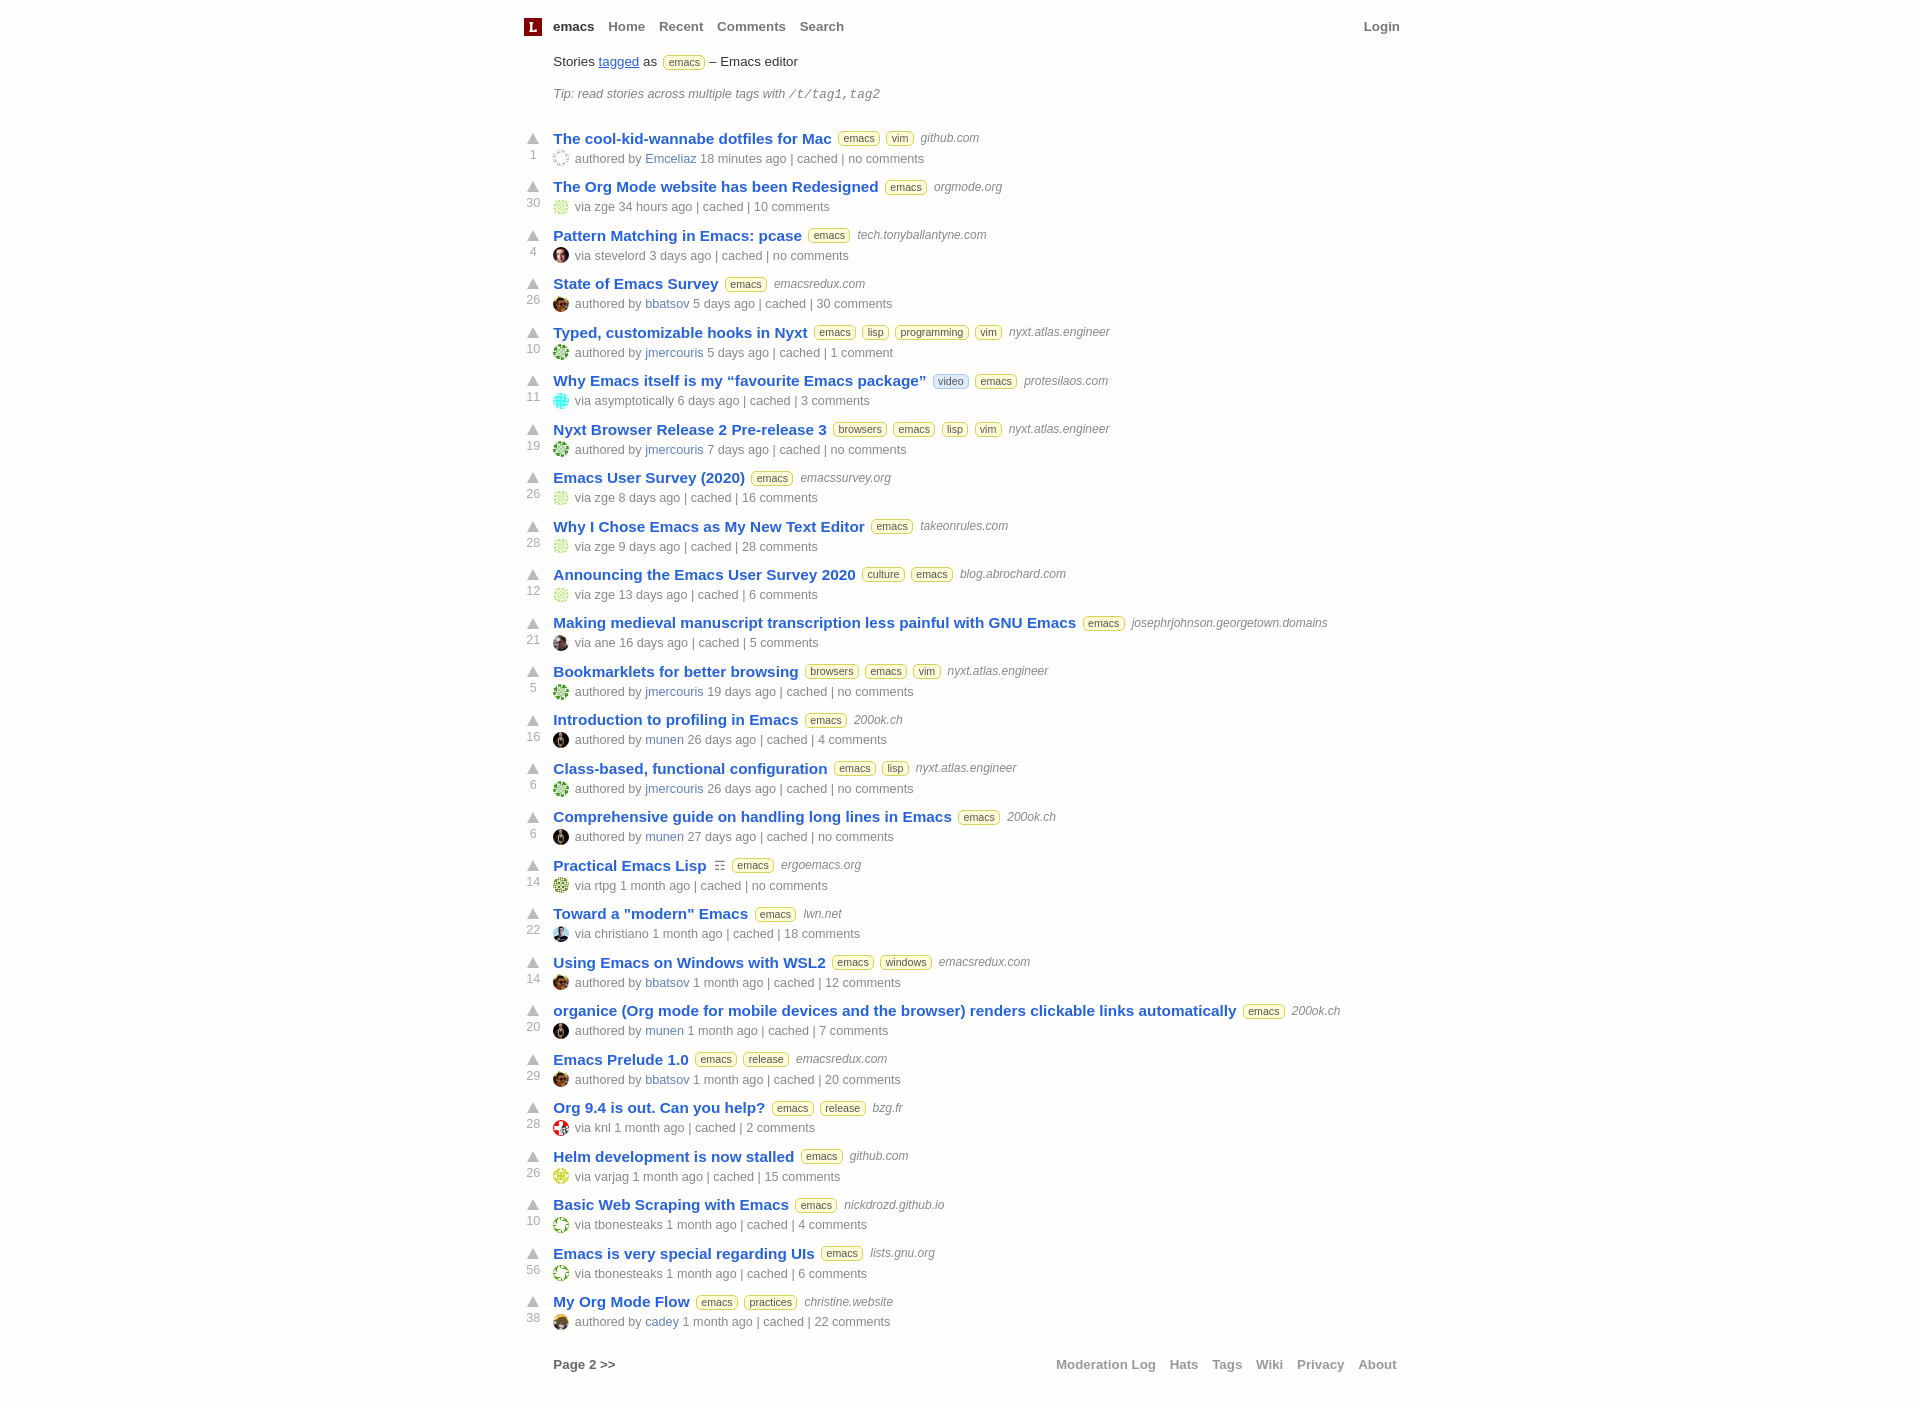 L emacs Home Recent Comments Search Login
Stories tagged as emacs – Emacs editor
Tip: read stories across multiple tags with /t/tag1,tag2
The cool-kid-wannabe dotfiles for Mac emacs vim github.com
1 authored by Emceliaz 18 minutes ago | cached | no comments
The Org Mode website has been Redesigned emacs orgmode.org
30 via zge 34 hours ago | cached | 10 comments
Pattern Matching in Emacs: pcase emacs tech.tonyballantyne.com
4 via stevelord 3 days ago | cached | no comments
State of Emacs Survey emacs emacsredux.com
26 authored by bbatsov 5 days ago | cached | 30 comments
Typed, customizable hooks in Nyxt emacs lisp programming vim nyxt.atlas.engineer
10 authored by jmercouris 5 days ago | cached | 1 comment
Why Emacs itself is my “favourite Emacs package” video emacs protesilaos.com
11 via asymptotically 6 days ago | cached | 3 comments
Nyxt Browser Release 2 Pre-release 3 browsers emacs lisp vim nyxt.atlas.engineer
19 authored by jmercouris 7 days ago | cached | no comments
Emacs User Survey (2020) emacs emacssurvey.org
26 via zge 8 days ago | cached | 16 comments
Why I Chose Emacs as My New Text Editor emacs takeonrules.com
28 via zge 9 days ago | cached | 28 comments
Announcing the Emacs User Survey 2020 culture emacs blog.abrochard.com
12 via zge 13 days ago | cached | 6 comments
Making medieval manuscript transcription less painful with GNU Emacs emacs josephrjohnson.georgetown.domains
21 via ane 16 days ago | cached | 5 comments
Bookmarklets for better browsing browsers emacs vim nyxt.atlas.engineer
5 authored by jmercouris 19 days ago | cached | no comments
Introduction to profiling in Emacs emacs 200ok.ch
16 authored by munen 26 days ago | cached | 4 comments
Class-based, functional configuration emacs lisp nyxt.atlas.engineer
6 authored by jmercouris 26 days ago | cached | no comments
Comprehensive guide on handling long lines in Emacs emacs 200ok.ch
6 authored by munen 27 days ago | cached | no comments
Practical Emacs Lisp ☶ emacs ergoemacs.org
14 via rtpg 1 month ago | cached | no comments
Toward a "modern" Emacs emacs lwn.net
22 via christiano 1 month ago | cached | 18 comments
Using Emacs on Windows with WSL2 emacs windows emacsredux.com
14 authored by bbatsov 1 month ago | cached | 12 comments
organice (Org mode for mobile devices and the browser) renders clickable links automatically emacs 200ok.ch
20 authored by munen 1 month ago | cached | 7 comments
Emacs Prelude 1.0 emacs release emacsredux.com
29 authored by bbatsov 1 month ago | cached | 20 comments
Org 9.4 is out. Can you help? emacs release bzg.fr
28 via knl 1 month ago | cached | 2 comments
Helm development is now stalled emacs github.com
26 via varjag 1 month ago | cached | 15 comments
Basic Web Scraping with Emacs emacs nickdrozd.github.io
10 via tbonesteaks 1 month ago | cached | 4 comments
Emacs is very special regarding UIs emacs lists.gnu.org
56 via tbonesteaks 1 month ago | cached | 6 comments
My Org Mode Flow emacs practices christine.website
38 authored by cadey 1 month ago | cached | 22 comments
Page 2 >> Moderation Log Hats Tags Wiki Privacy About